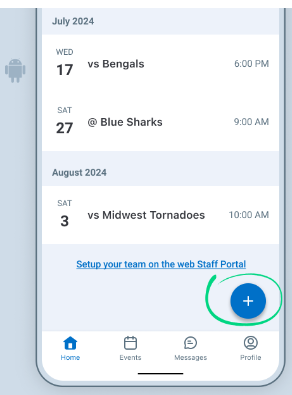 July 2024
WED
17 vs Bengals 6:00 PM
SAT
27 @ Blue Sharks 9:00 AM
August 2024
SAT
3 vs Midwest Tornadoes 10:00 AM
Setup your team on the web Staff Portal
+
Home Events Messages Profile